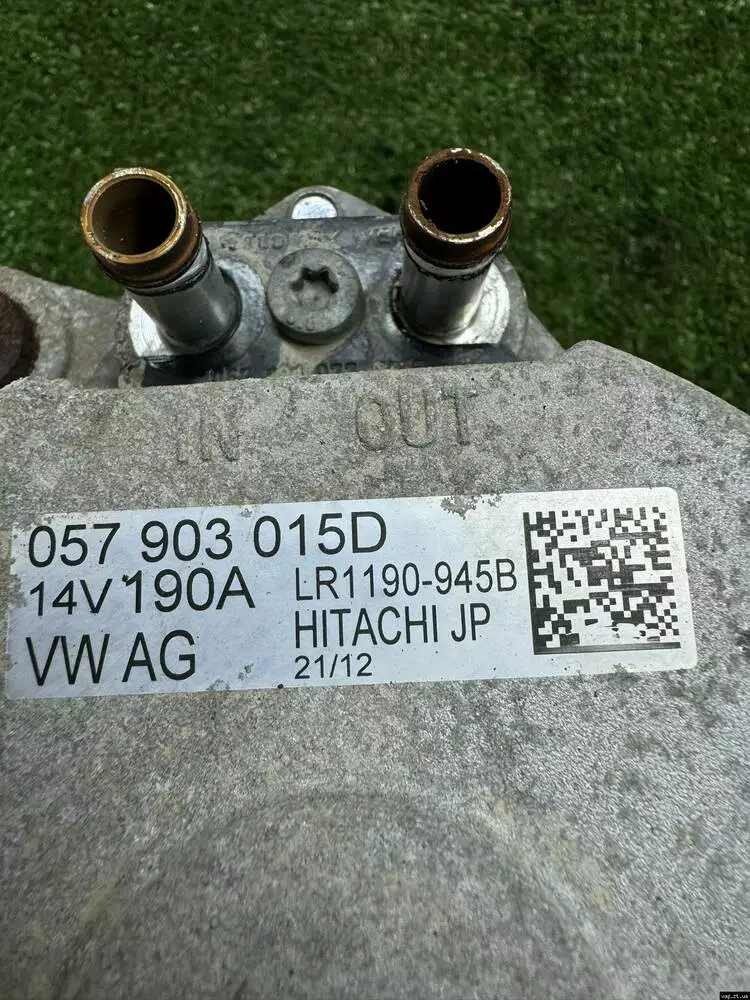 IN OUT
057 903 015D
14V 190A LR1190-945B
VW AG HITACHI JP
21/12
vag.zt.ua